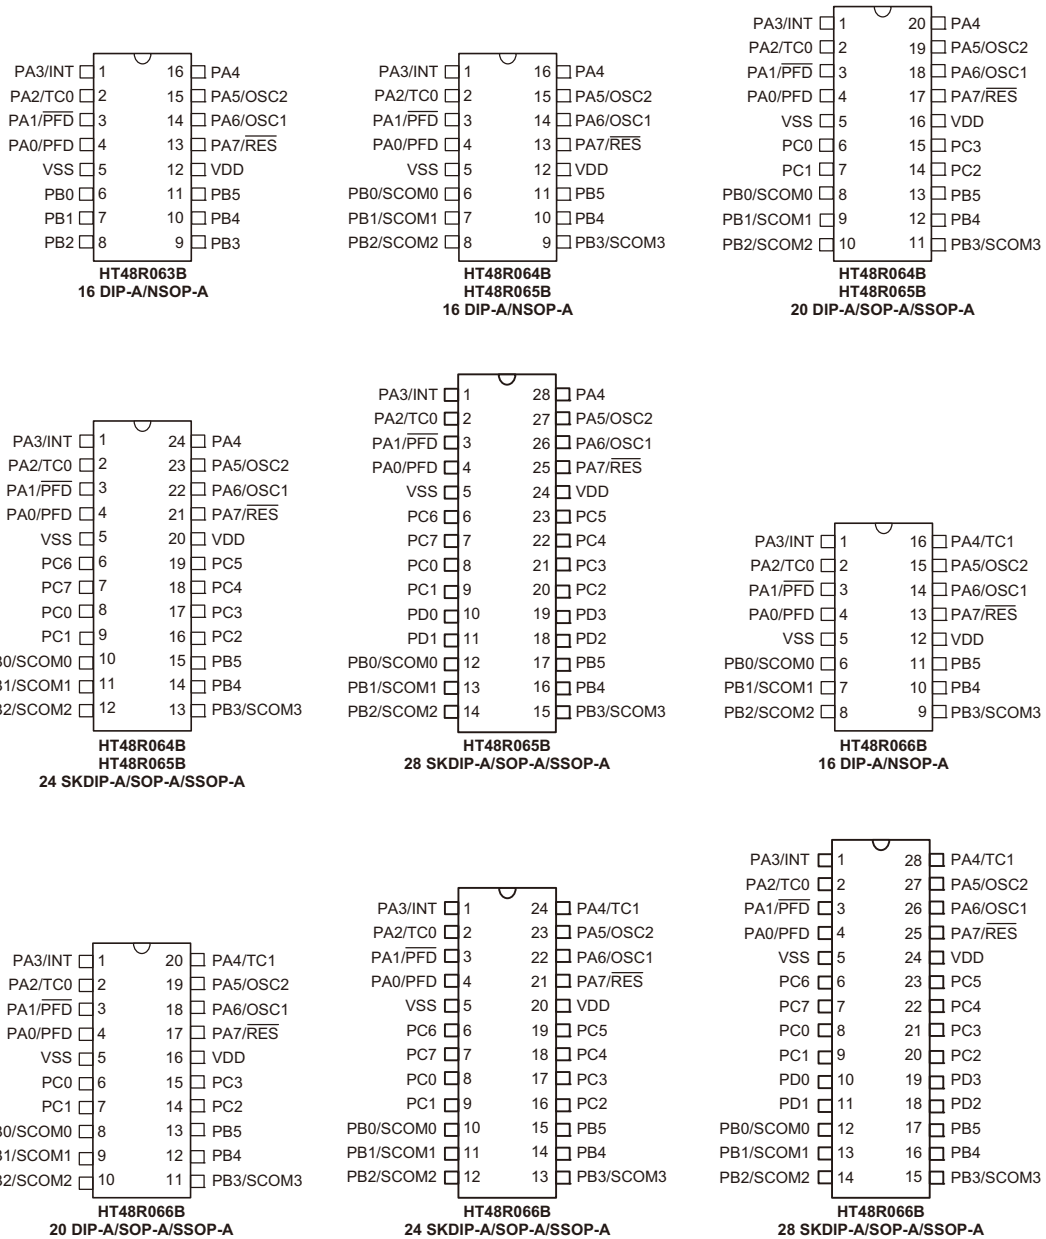 PA3/INT 1 16 PA4
PA2/TC0 2 15 PA5/OSC2
PA1/PFD 3 14 PA6/OSC1
PA0/PFD 4 13 PA7/RES
VSS 5 12 VDD
PB0 6 11 PB5
PB1 7 10 PB4
PB2 8 9 PB3
HT48R063B
16 DIP-A/NSOP-A
PA3/INT 1 16 PA4
PA2/TC0 2 15 PA5/OSC2
PA1/PFD 3 14 PA6/OSC1
PA0/PFD 4 13 PA7/RES
VSS 5 12 VDD
PB0/SCOM0 6 11 PB5
PB1/SCOM1 7 10 PB4
PB2/SCOM2 8 9 PB3/SCOM3
HT48R064B
HT48R065B
16 DIP-A/NSOP-A
PA3/INT 1 20 PA4
PA2/TC0 2 19 PA5/OSC2
PA1/PFD 3 18 PA6/OSC1
PA0/PFD 4 17 PA7/RES
VSS 5 16 VDD
PC0 6 15 PC3
PC1 7 14 PC2
PB0/SCOM0 8 13 PB5
PB1/SCOM1 9 12 PB4
PB2/SCOM2 10 11 PB3/SCOM3
HT48R064B
HT48R065B
20 DIP-A/SOP-A/SSOP-A
PA3/INT 1 24 PA4
PA2/TC0 2 23 PA5/OSC2
PA1/PFD 3 22 PA6/OSC1
PA0/PFD 4 21 PA7/RES
VSS 5 20 VDD
PC6 6 19 PC5
PC7 7 18 PC4
PC0 8 17 PC3
PC1 9 16 PC2
0/SCOM0 10 15 PB5
1/SCOM1 11 14 PB4
2/SCOM2 12 13 PB3/SCOM3
HT48R064B
HT48R065B
24 SKDIP-A/SOP-A/SSOP-A
PA3/INT 1 28 PA4
PA2/TC0 2 27 PA5/OSC2
PA1/PFD 3 26 PA6/OSC1
PA0/PFD 4 25 PA7/RES
VSS 5 24 VDD
PC6 6 23 PC5
PC7 7 22 PC4
PC0 8 21 PC3
PC1 9 20 PC2
PD0 10 19 PD3
PD1 11 18 PD2
PB0/SCOM0 12 17 PB5
PB1/SCOM1 13 16 PB4
PB2/SCOM2 14 15 PB3/SCOM3
HT48R065B
28 SKDIP-A/SOP-A/SSOP-A
PA3/INT 1 16 PA4/TC1
PA2/TC0 2 15 PA5/OSC2
PA1/PFD 3 14 PA6/OSC1
PA0/PFD 4 13 PA7/RES
VSS 5 12 VDD
PB0/SCOM0 6 11 PB5
PB1/SCOM1 7 10 PB4
PB2/SCOM2 8 9 PB3/SCOM3
HT48R066B
16 DIP-A/NSOP-A
PA3/INT 1 20 PA4/TC1
PA2/TC0 2 19 PA5/OSC2
PA1/PFD 3 18 PA6/OSC1
PA0/PFD 4 17 PA7/RES
VSS 5 16 VDD
PC0 6 15 PC3
PC1 7 14 PC2
0/SCOM0 8 13 PB5
1/SCOM1 9 12 PB4
2/SCOM2 10 11 PB3/SCOM3
HT48R066B
20 DIP-A/SOP-A/SSOP-A
PA3/INT 1 24 PA4/TC1
PA2/TC0 2 23 PA5/OSC2
PA1/PFD 3 22 PA6/OSC1
PA0/PFD 4 21 PA7/RES
VSS 5 20 VDD
PC6 6 19 PC5
PC7 7 18 PC4
PC0 8 17 PC3
PC1 9 16 PC2
PB0/SCOM0 10 15 PB5
PB1/SCOM1 11 14 PB4
PB2/SCOM2 12 13 PB3/SCOM3
HT48R066B
24 SKDIP-A/SOP-A/SSOP-A
PA3/INT 1 28 PA4/TC1
PA2/TC0 2 27 PA5/OSC2
PA1/PFD 3 26 PA6/OSC1
PA0/PFD 4 25 PA7/RES
VSS 5 24 VDD
PC6 6 23 PC5
PC7 7 22 PC4
PC0 8 21 PC3
PC1 9 20 PC2
PD0 10 19 PD3
PD1 11 18 PD2
PB0/SCOM0 12 17 PB5
PB1/SCOM1 13 16 PB4
PB2/SCOM2 14 15 PB3/SCOM3
HT48R066B
28 SKDIP-A/SOP-A/SSOP-A